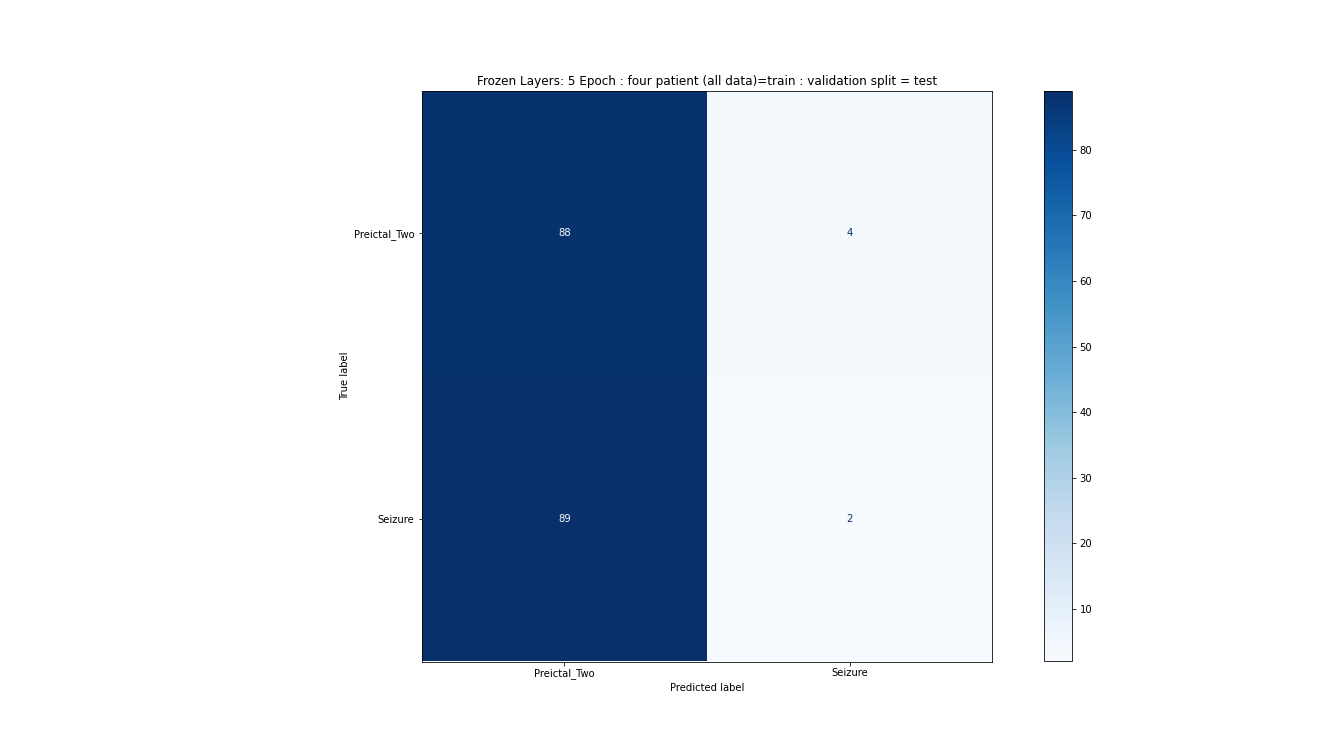 Frozen Layers: 5 Epoch : four patient (all data)=train : validation split = test
True label
Preictal_Two
88
4
Seizure
89
2
Preictal_Two
Seizure
Predicted label
80
70
60
50
40
30
20
10